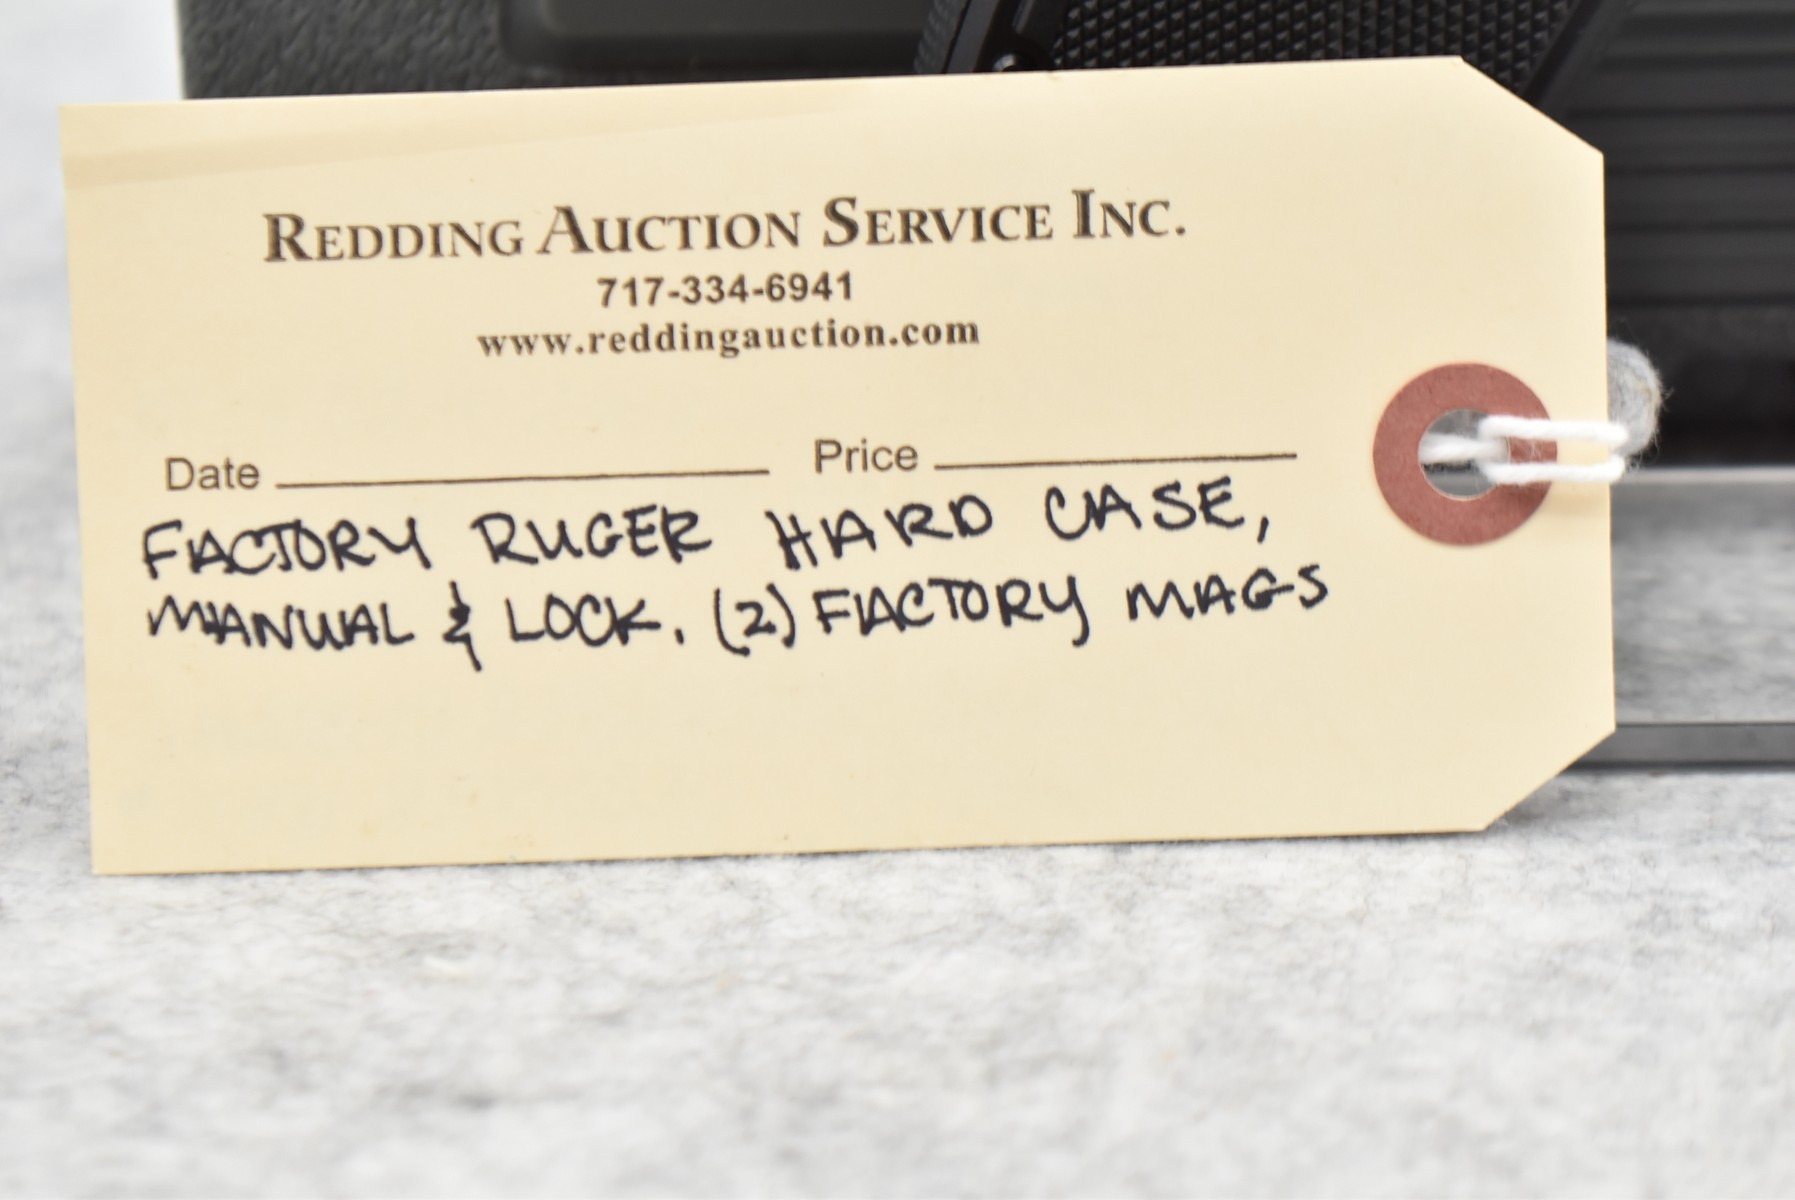 REDDING AUCTION SERVICE INC.
717-334-6941
www.reddingauction.com
Date Price
FACTORY RUGER HARD CASE,
MANUAL & LOCK. (2) FACTORY MAGS